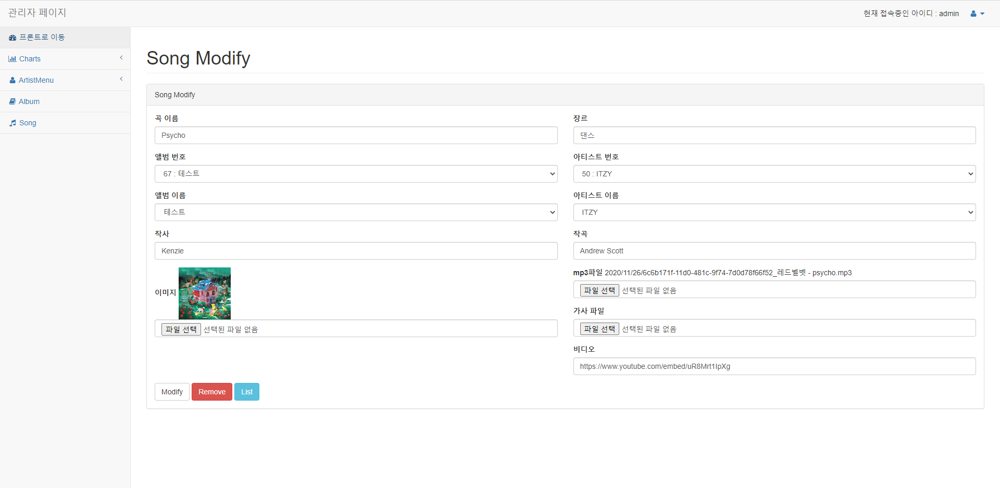 관리자 페이지
현재 접속중인 아이디 : admin
프론트로 이동
Charts
ArtistMenu
Album
Song
Song Modify
Song Modify
곡 이름
Psycho
장르
댄스
앨범 번호
67 : 테스트
아티스트 번호
50 : ITZY
앨범 이름
테스트
아티스트 이름
ITZY
작사
Kenzie
작곡
Andrew Scott
이미지
파일 선택 선택된 파일 없음
mp3파일 2020/11/26/6c6b171f-11d0-481c-9f74-7d0d78f66f52_레드벨벳 - psycho.mp3
파일 선택 선택된 파일 없음
가사 파일
파일 선택 선택된 파일 없음
비디오
https://www.youtube.com/embed/uR8Mrt1IpXg
Modify Remove List